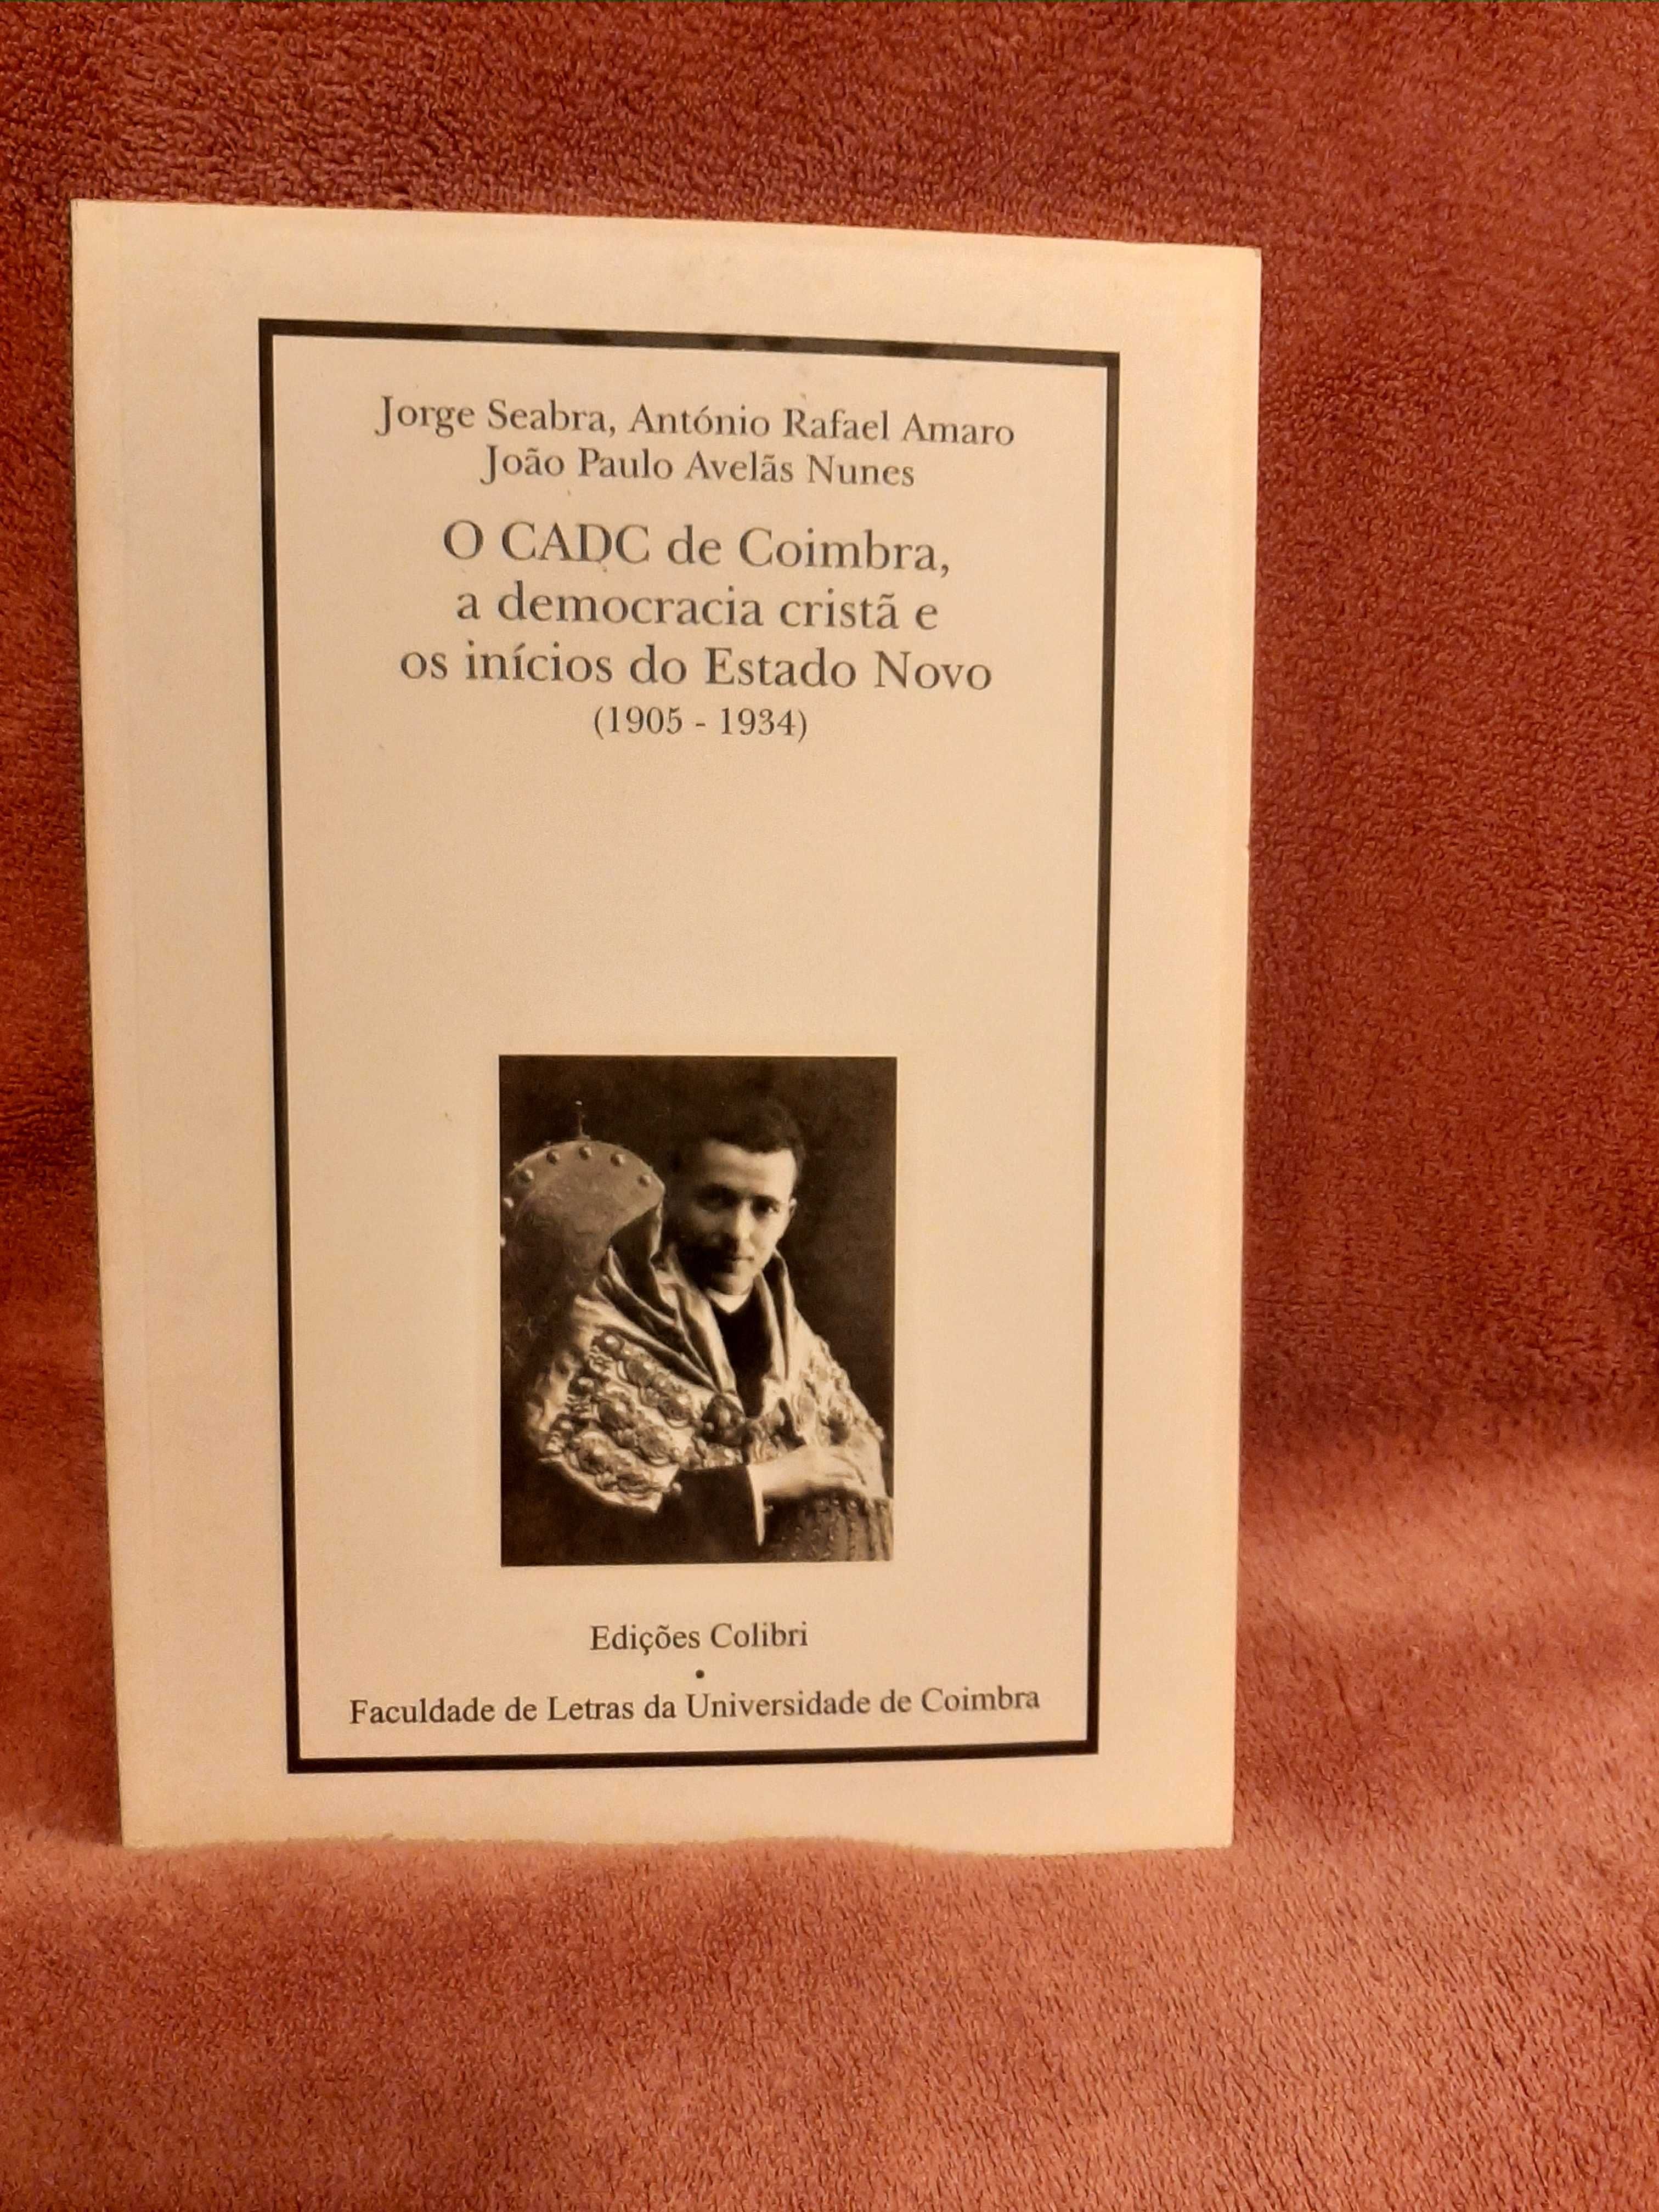 Jorge Seabra, António Rafael Amaro
João Paulo Avelãs Nunes
O CADC de Coimbra,
a democracia cristã e
os inícios do Estado Novo
(1905 - 1934)
Edições Colibri
•
Faculdade de Letras da Universidade de Coimbra